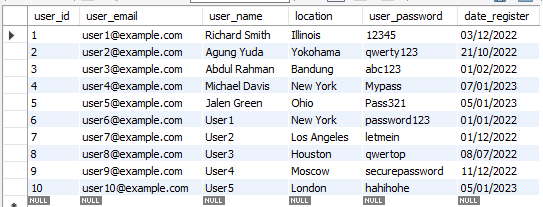 user_id user_email user_name location user_password date_register
1 user1@example.com Richard Smith Illinois 12345 03/12/2022
2 user2@example.com Agung Yuda Yokohama qwerty123 21/10/2022
3 user3@example.com Abdul Rahman Bandung abc123 01/02/2022
4 user4@example.com Michael Davis New York Mypass 07/01/2023
5 user5@example.com Jalen Green Ohio Pass321 05/01/2023
6 user6@example.com User1 New York password123 01/01/2022
7 user7@example.com User2 Los Angeles letmein 01/12/2022
8 user8@example.com User3 Houston qwertop 08/07/2022
9 user9@example.com User4 Moscow securepassword 11/12/2022
10 user10@example.com User5 London hahihohe 05/01/2023
NULL NULL NULL NULL NULL NULL